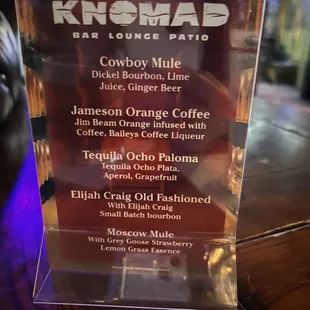 KNOMAD
BAR LOUNGE PATIO
Cowboy Mule
Dickel Bourbon, Lime
Juice, Ginger Beer
Jameson Orange Coffee
Jim Beam Orange infused with
Coffee, Baileys Coffee Liqueur
Tequila Ocho Paloma
Tequila Ocho Plata,
Aperol, Grapefruit
Elijah Craig Old Fashioned
With Elijah Craig
Small Batch bourbon
Moscow Mule
With Grey Goose Strawberry
Lemon Grass Essence